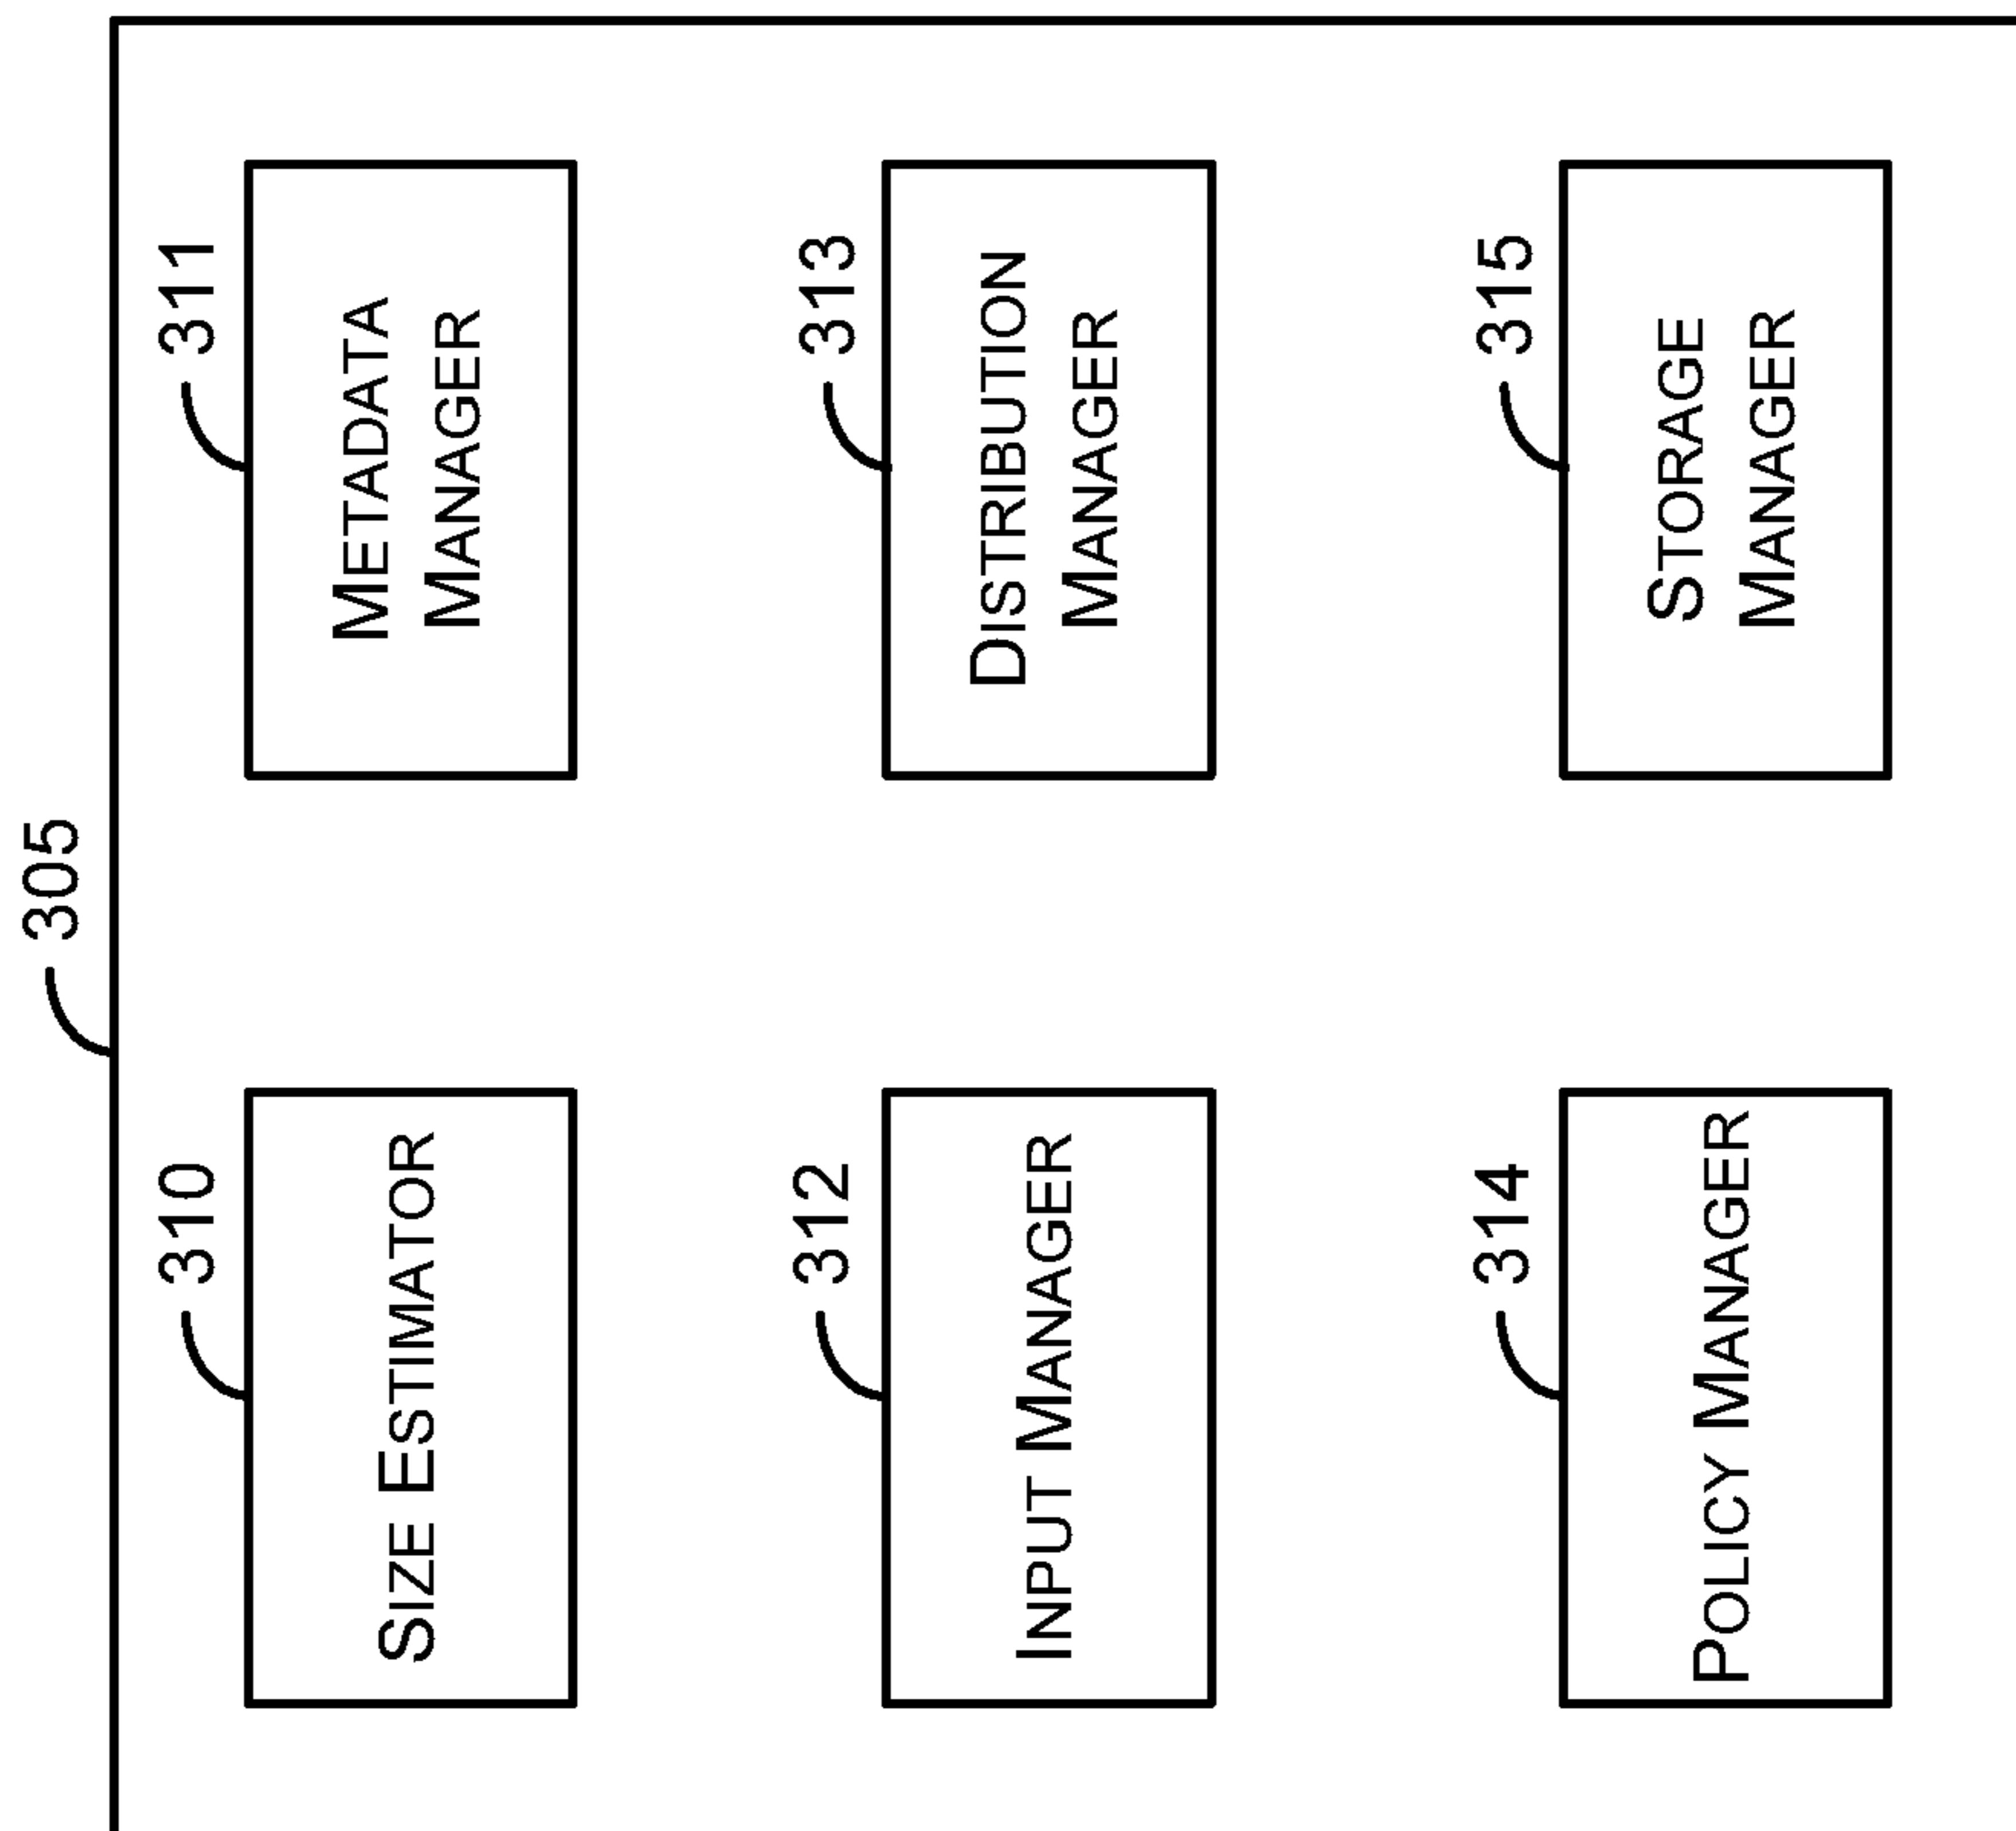 305
310
SIZE ESTIMATOR
311
METADATA
MANAGER
312
INPUT MANAGER
313
DISTRIBUTION
MANAGER
314
POLICY MANAGER
315
STORAGE
MANAGER